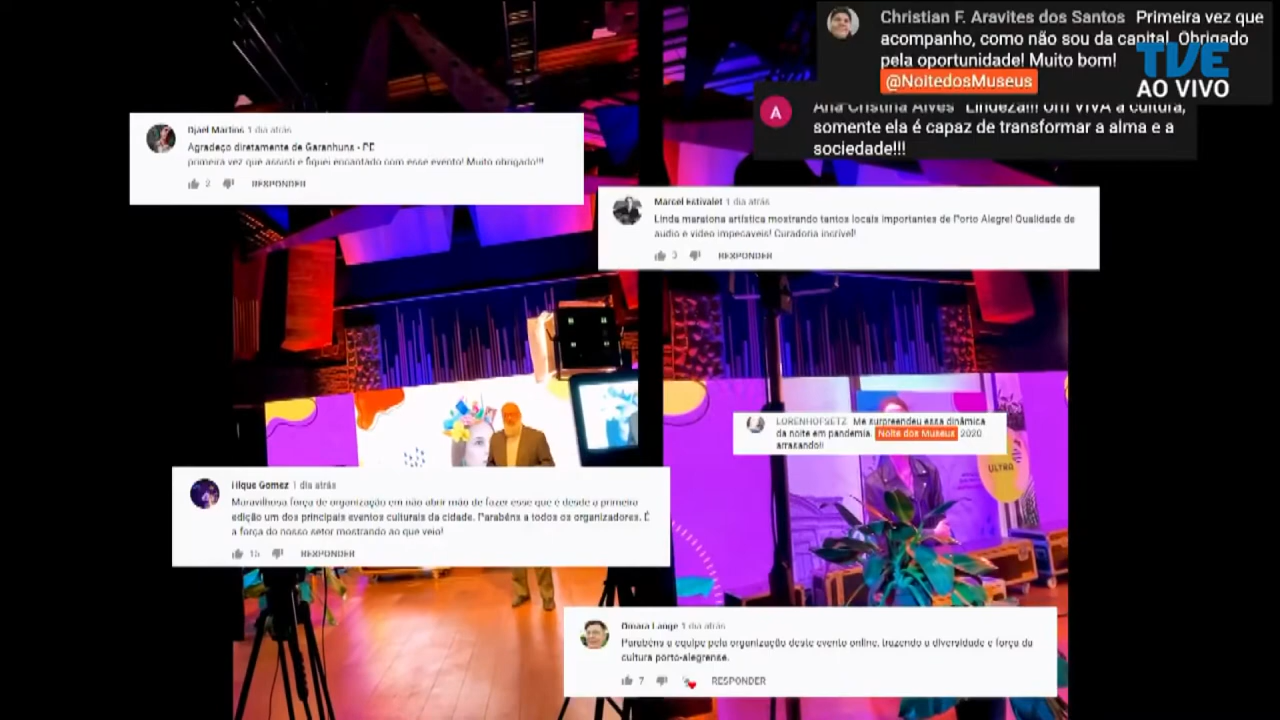 Christian F. Aravites dos Santos Primeira vez que
acompanho, como não sou da capital. Obrigado
pela oportunidade! Muito bom!
@NoitedosMuseus
TVE
AO VIVO
Ana Cristina Alves Lindeza!!! Um VIVA a cultura,
somente ela é capaz de transformar a alma e a
sociedade!!!
A
Djael Martins 1 dia atrás
Agradeço diretamente de Garanhuns - PE
primeira vez que assisti e fiquei encantado com esse evento! Muito obrigado!!!
2 RESPONDER
Marcel Estivalet 1 dia atrás
Linda maratona artística mostrando tantos locais importantes de Porto Alegre! Qualidade de
audio e video impecaveis! Curadoria incrível!
3 RESPONDER
LORENHOFSETZ Me surpreendeu essa dinâmica
da noite em pandemia. Noite dos Museus 2020
arrasando!!
ULTRA
Hique Gomez 1 dia atrás
Maravilhosa força de organização em não abrir mão de fazer esse que é desde a primeira
edição um dos principais eventos culturais da cidade. Parabéns a todos os organizadores. É
a força do nosso setor mostrando ao que veio!
15 RESPONDER
Omara Lange 1 dia atrás
Parabéns a equipe pela organização deste evento online, trazendo a diversidade e força da
cultura porto-alegrense.
7 RESPONDER